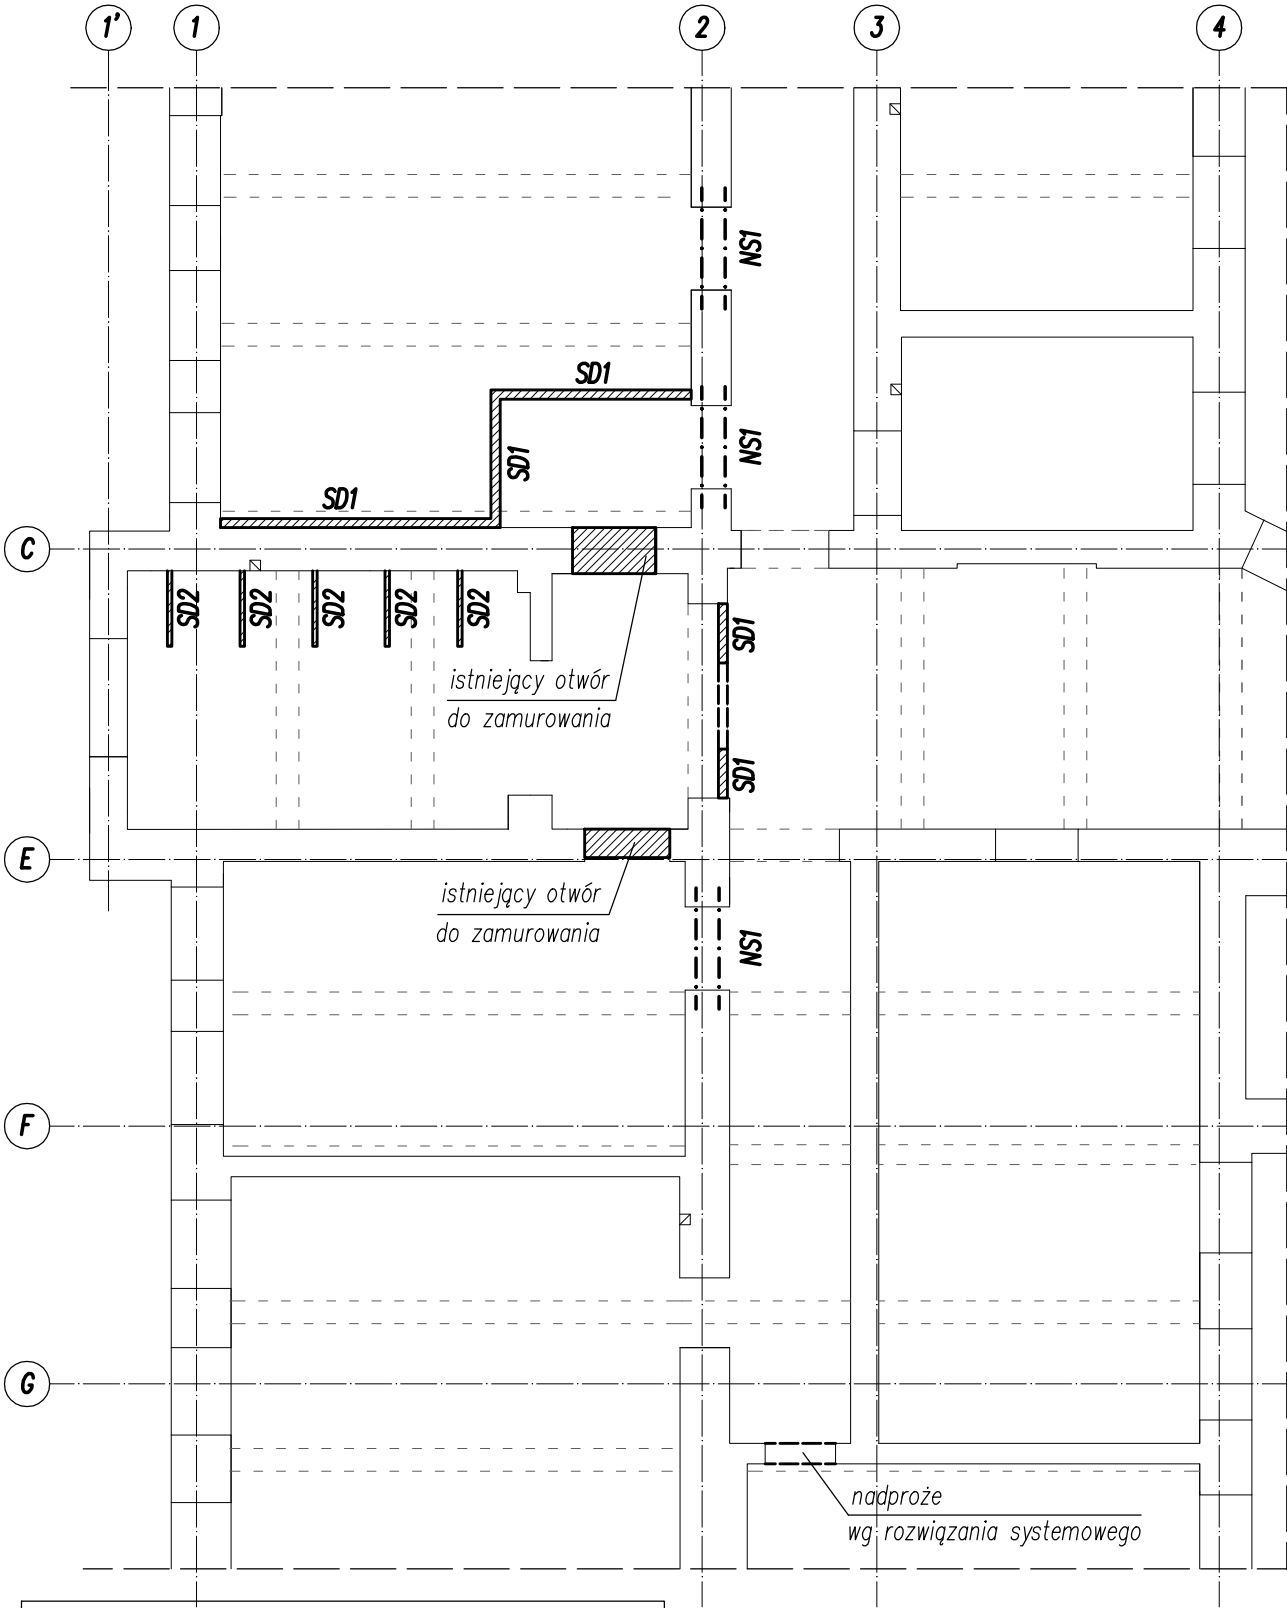 1' 1 2 3 4
NS1
SD1
NS1
SD1
SD1
C
SD2 SD2 SD2 SD2 SD2
SD1
istniejący otwór
do zamurowania
SD1
E
istniejący otwór
do zamurowania
NS1
F
G
nadproże
wg rozwiązania systemowego